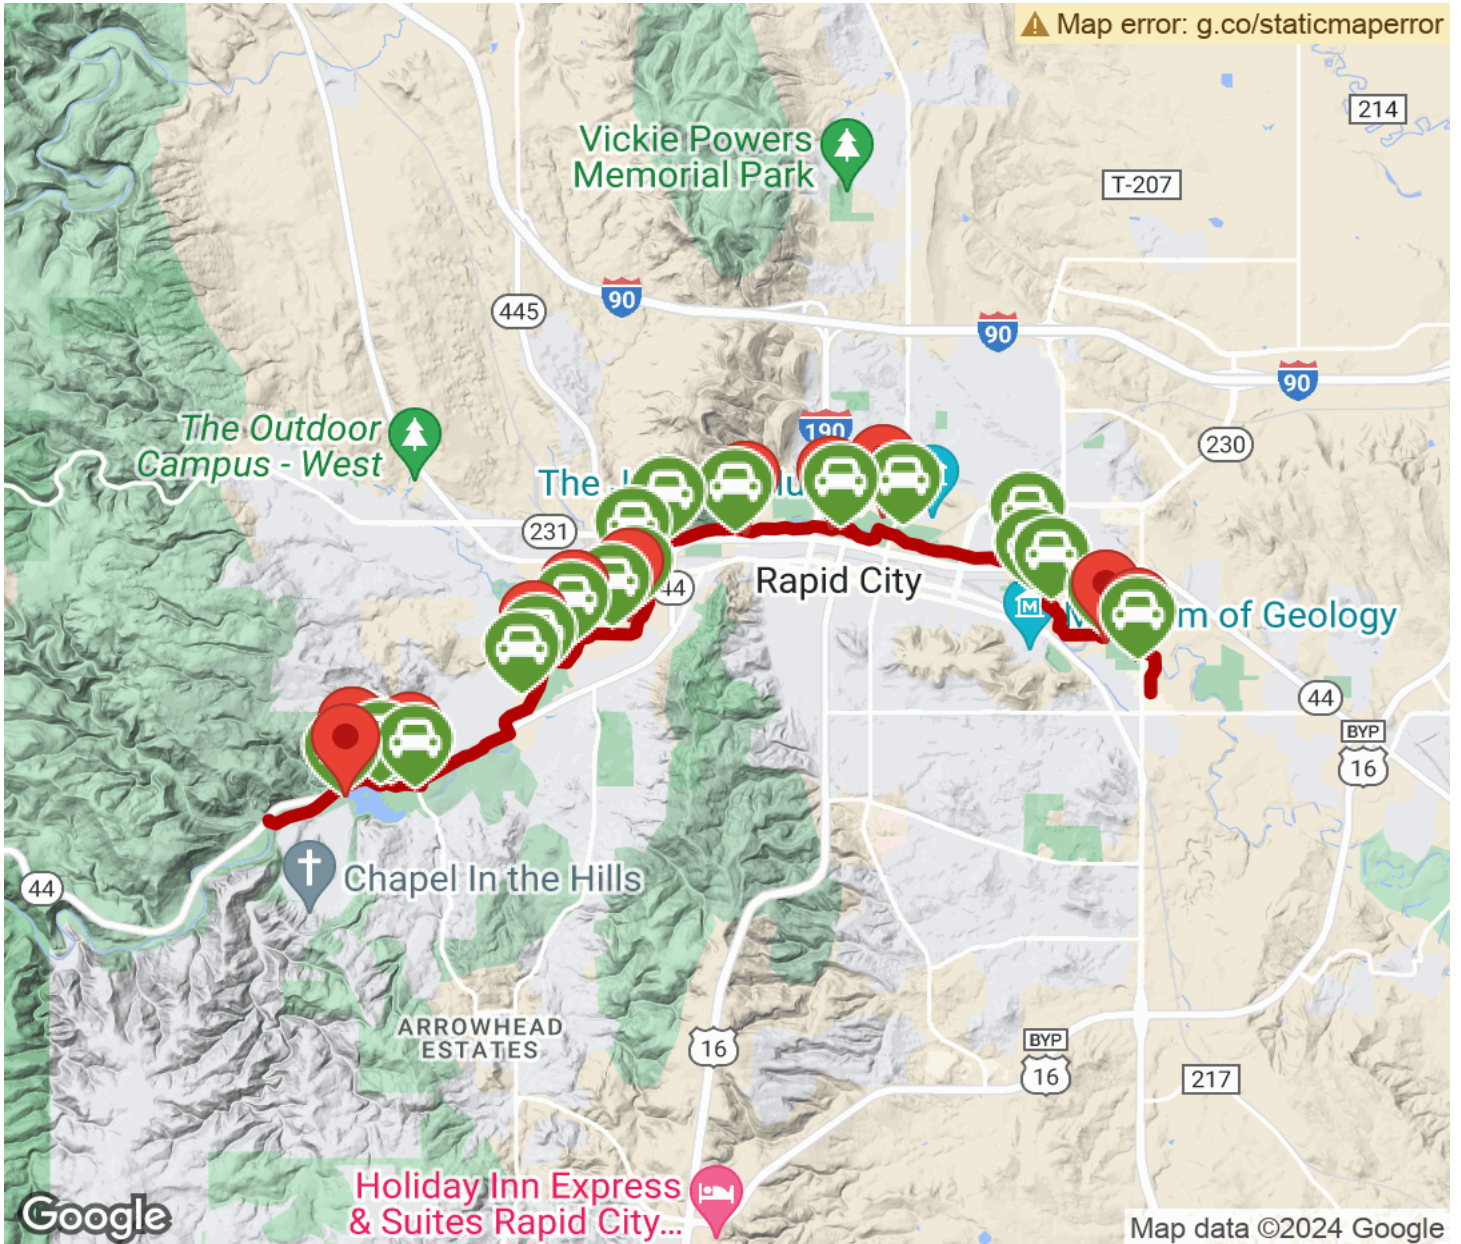 Map error: g.co/staticmaperror
214
Vickie Powers
Memorial Park
T-207
90
445
90
90
The Outdoor
Campus - West
190
230
The J
lu
231
44
Rapid City
M
m of Geology
44
BYP
16
Chapel In the Hills
44
ARROWHEAD
ESTATES
16
BYP
16
217
Holiday Inn Express
& Suites Rapid City...
Google
Map data ©2024 Google